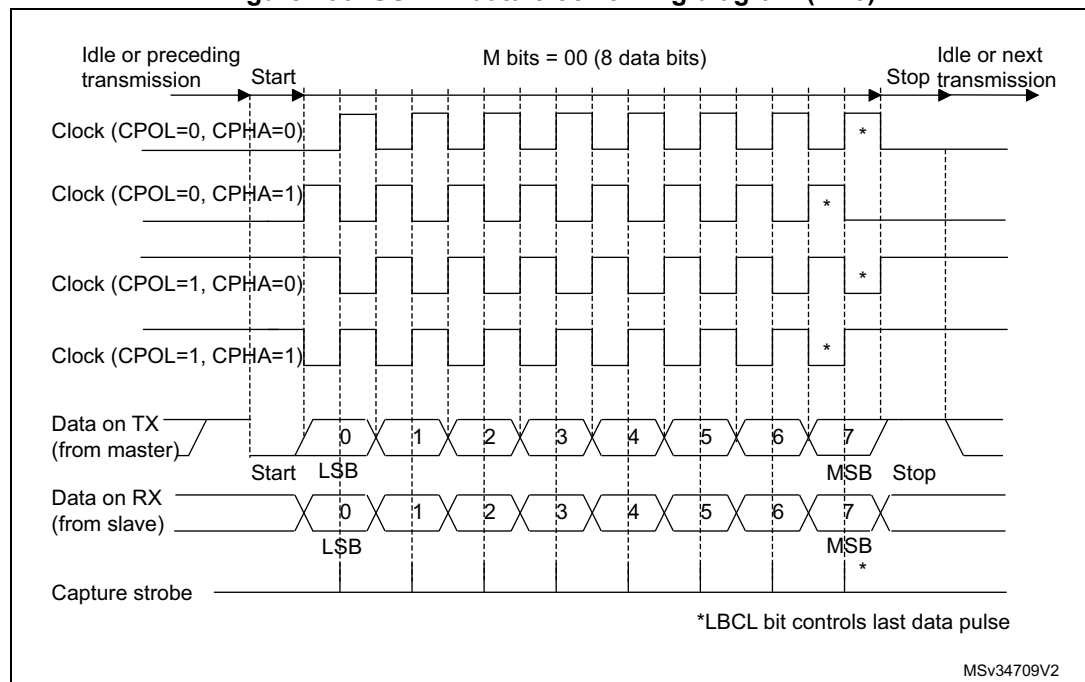 Idle or preceding
transmission
Start
M bits = 00 (8 data bits)
Stop
Idle or next
transmission
Clock (CPOL=0, CPHA=0)
*
Clock (CPOL=0, CPHA=1)
*
Clock (CPOL=1, CPHA=0)
*
Clock (CPOL=1, CPHA=1)
*
Data on TX
(from master)
0 1 2 3 4 5 6 7
Start LSB MSB Stop
Data on RX
(from slave)
0 1 2 3 4 5 6 7
LSB MSB
*
Capture strobe
*LBCL bit controls last data pulse
MSv34709V2